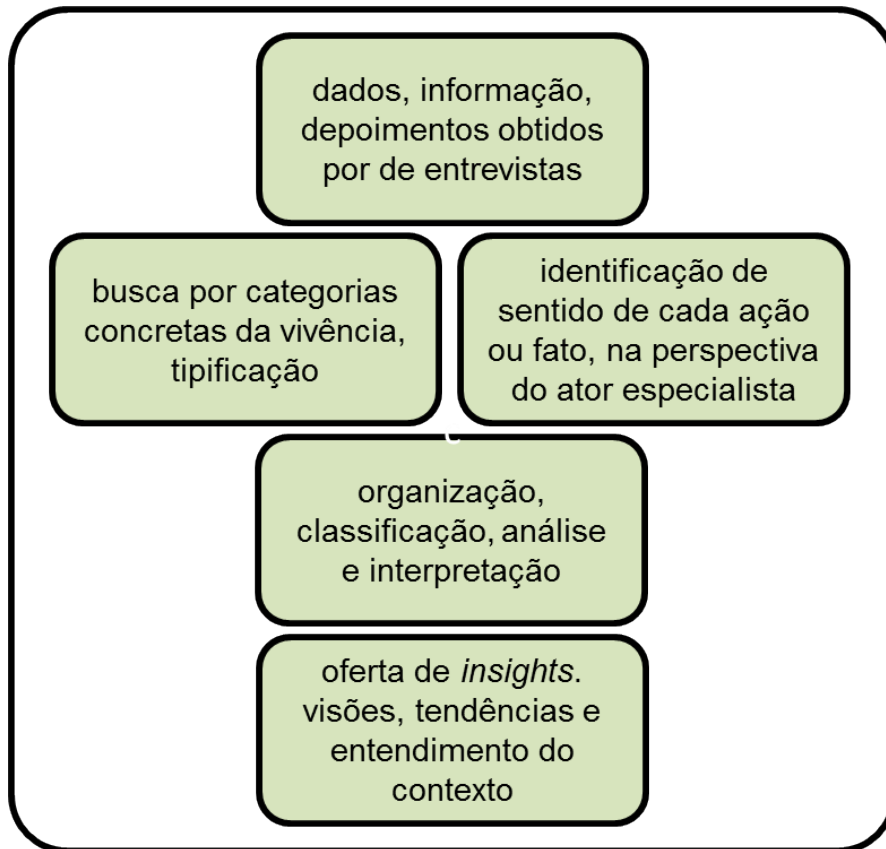 dados, informação,
depoimentos obtidos
por de entrevistas
busca por categorias
concretas da vivência,
tipificação
identificação de
sentido de cada ação
ou fato, na perspectiva
do ator especialista
organização,
classificação, análise
e interpretação
oferta de insights.
visões, tendências e
entendimento do
contexto